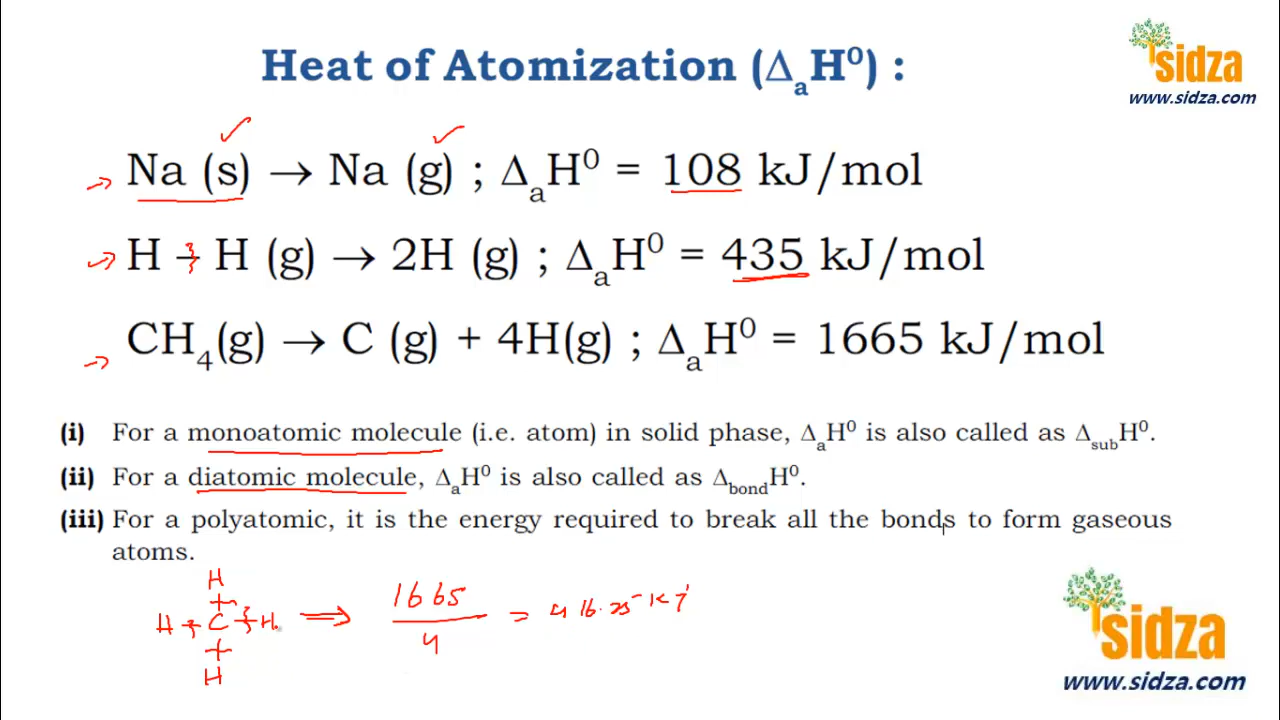 Heat of Atomization (ΔₐH⁰) :
sidza
www.sidza.com
Na (s) → Na (g) ; ΔₐH⁰ = 108 kJ/mol
H – H (g) → 2H (g) ; ΔₐH⁰ = 435 kJ/mol
CH₄(g) → C (g) + 4H(g) ; ΔₐH⁰ = 1665 kJ/mol
(i) For a monoatomic molecule (i.e. atom) in solid phase, ΔₐH⁰ is also called as Δ_subH⁰.
(ii) For a diatomic molecule, ΔₐH⁰ is also called as Δ_bondH⁰.
(iii) For a polyatomic, it is the energy required to break all the bonds to form gaseous
atoms.
H
H C H ⟹ 1665/4 = 416.25 KJ
H
sidza
www.sidza.com